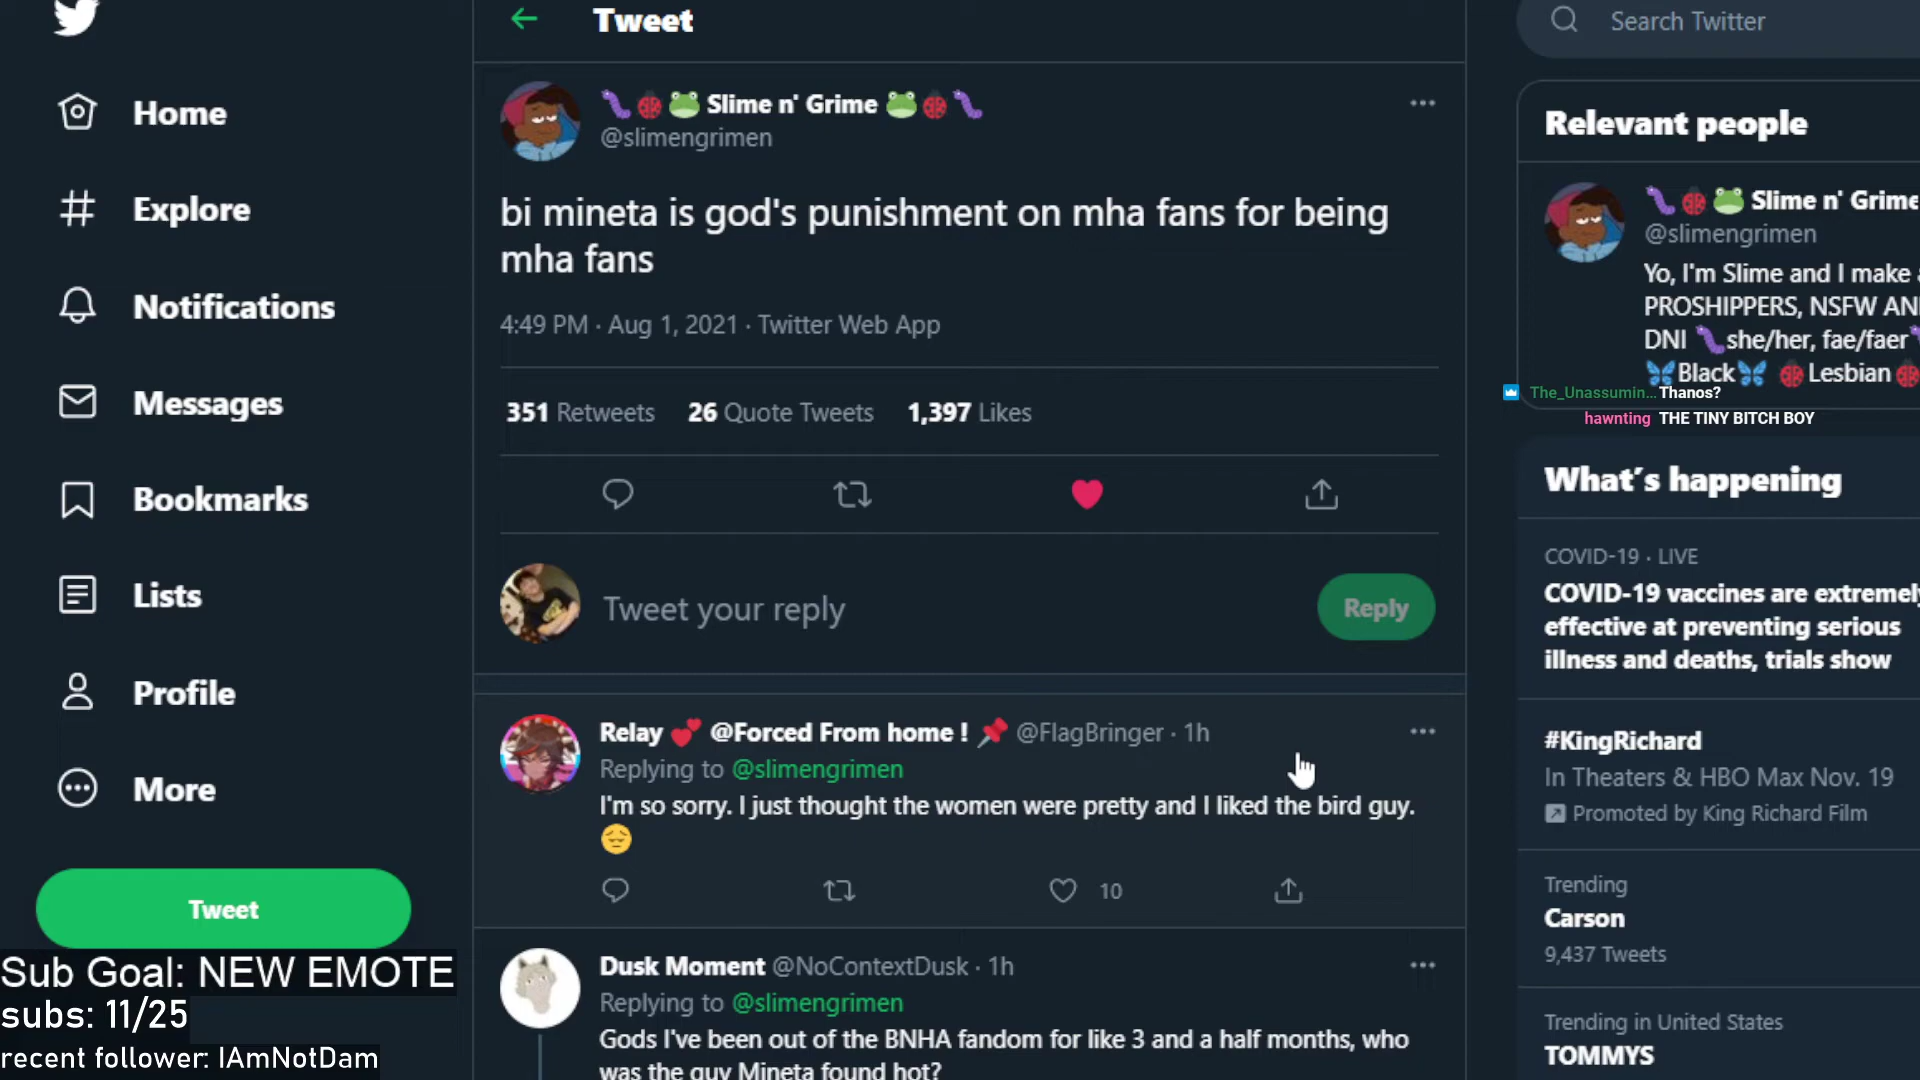 Tweet
Search Twitter
Home
Explore
Notifications
Messages
Bookmarks
Lists
Profile
More
Tweet
Sub Goal: NEW EMOTE
subs: 11/25
recent follower: IAmNotDam
🐛🐞🐸 Slime n' Grime 🐸🐞🐛
@slimengrimen
bi mineta is god's punishment on mha fans for being
mha fans
4:49 PM · Aug 1, 2021 · Twitter Web App
351 Retweets 26 Quote Tweets 1,397 Likes
Tweet your reply
Reply
Relay 💕 @Forced From home ! 📌 @FlagBringer · 1h
Replying to @slimengrimen
I'm so sorry. I just thought the women were pretty and I liked the bird guy.
😔
10
Dusk Moment @NoContextDusk · 1h
Replying to @slimengrimen
Gods I've been out of the BNHA fandom for like 3 and a half months, who
was the guy Mineta found hot?
Relevant people
🐛🐞🐸 Slime n' Grime
@slimengrimen
Yo, I'm Slime and I make
PROSHIPPERS, NSFW
DNI 🐛she/her, fae/faer🐛
🦋Black🦋 🐞Lesbian🐞
The_Unassumin... Thanos?
hawnting THE TINY BITCH BOY
What's happening
COVID-19 · LIVE
COVID-19 vaccines are extremely
effective at preventing serious
illness and deaths, trials show
#KingRichard
In Theaters & HBO Max Nov. 19
Promoted by King Richard Film
Trending
Carson
9,437 Tweets
Trending in United States
TOMMYS